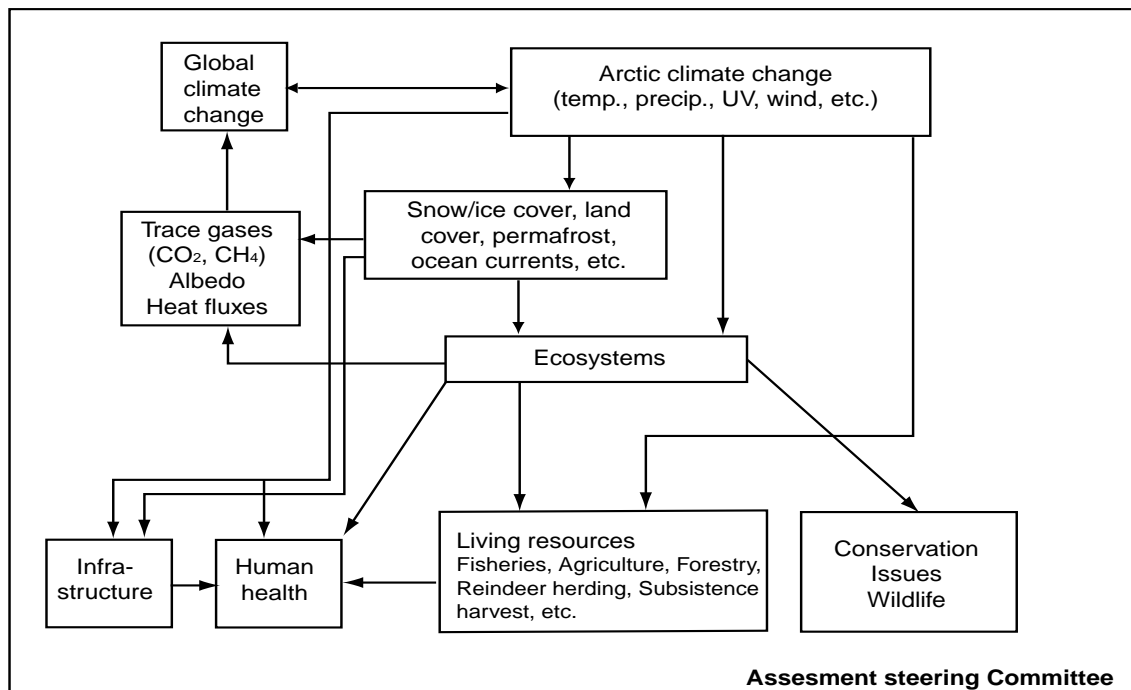 Global
climate
change
Arctic climate change
(temp., precip., UV, wind, etc.)
Trace gases
(CO₂, CH₄)
Albedo
Heat fluxes
Snow/ice cover, land
cover, permafrost,
ocean currents, etc.
Ecosystems
Infra-
structure
Human
health
Living resources
Fisheries, Agriculture, Forestry,
Reindeer herding, Subsistence
harvest, etc.
Conservation
Issues
Wildlife
Assesment steering Committee